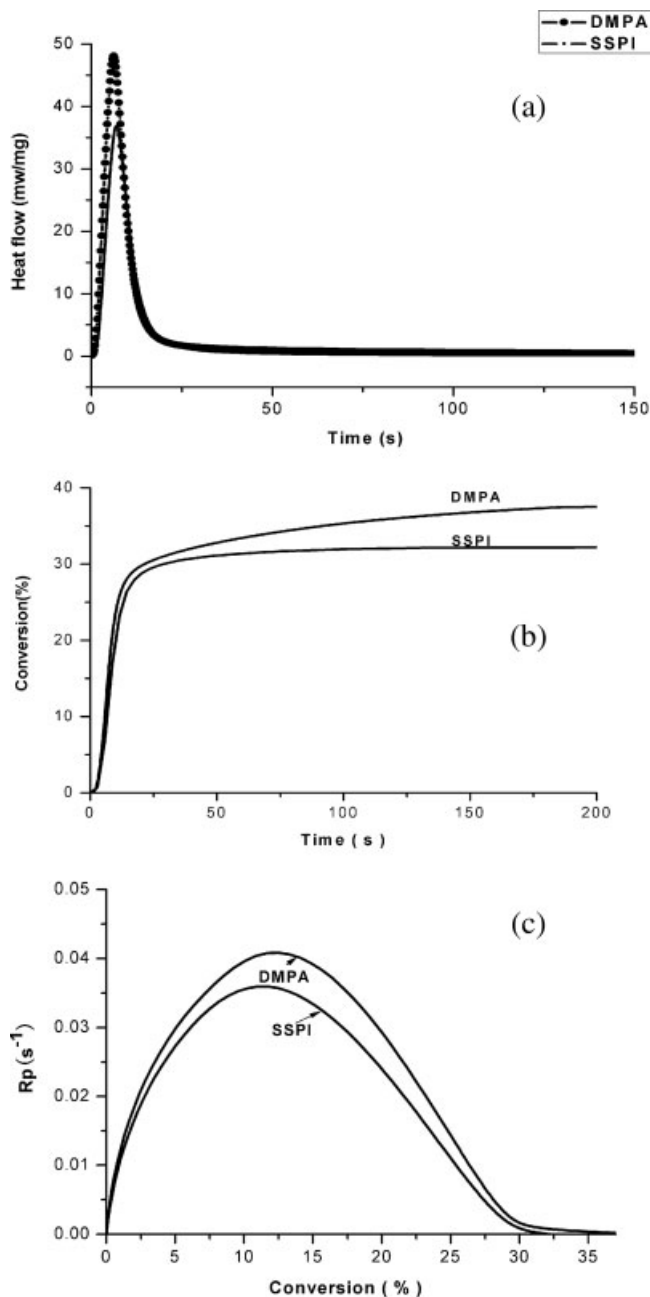 DMPA
SSPI
(a)
Heat flow (mw/mg)
50
40
30
20
10
0
0
50
100
150
Time (s)
(b)
Conversion(%)
40
30
20
10
0
DMPA
SSPI
0
50
100
150
200
Time ( s )
(c)
Rp(s⁻¹)
0.05
0.04
0.03
0.02
0.01
0.00
DMPA
SSPI
0
5
10
15
20
25
30
35
Conversion ( % )